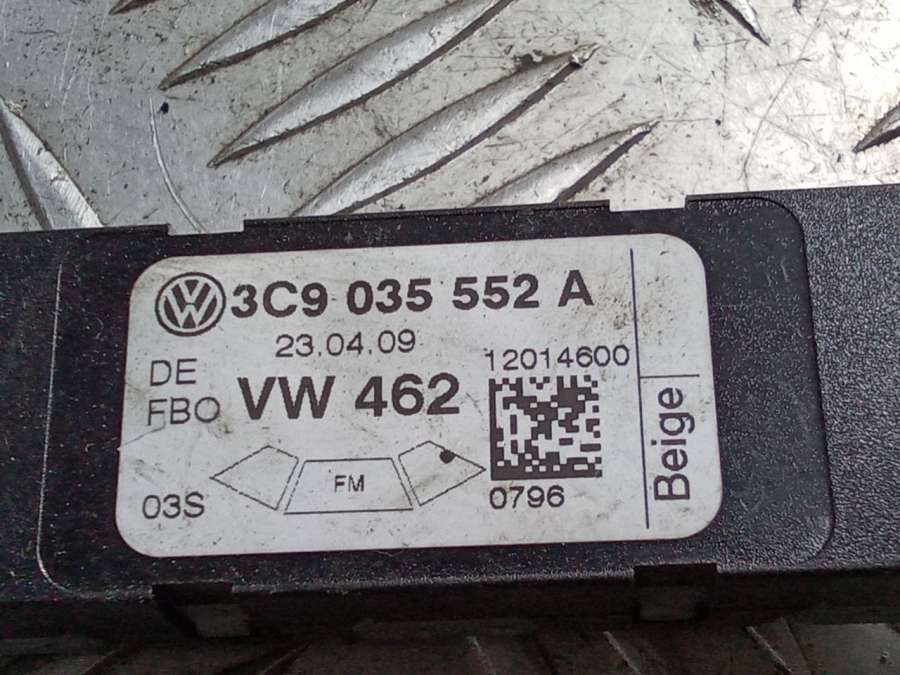 3C9 035 552 A
23.04.09
12014600
DE
FBO
VW 462
FM
03S
0796
Beige